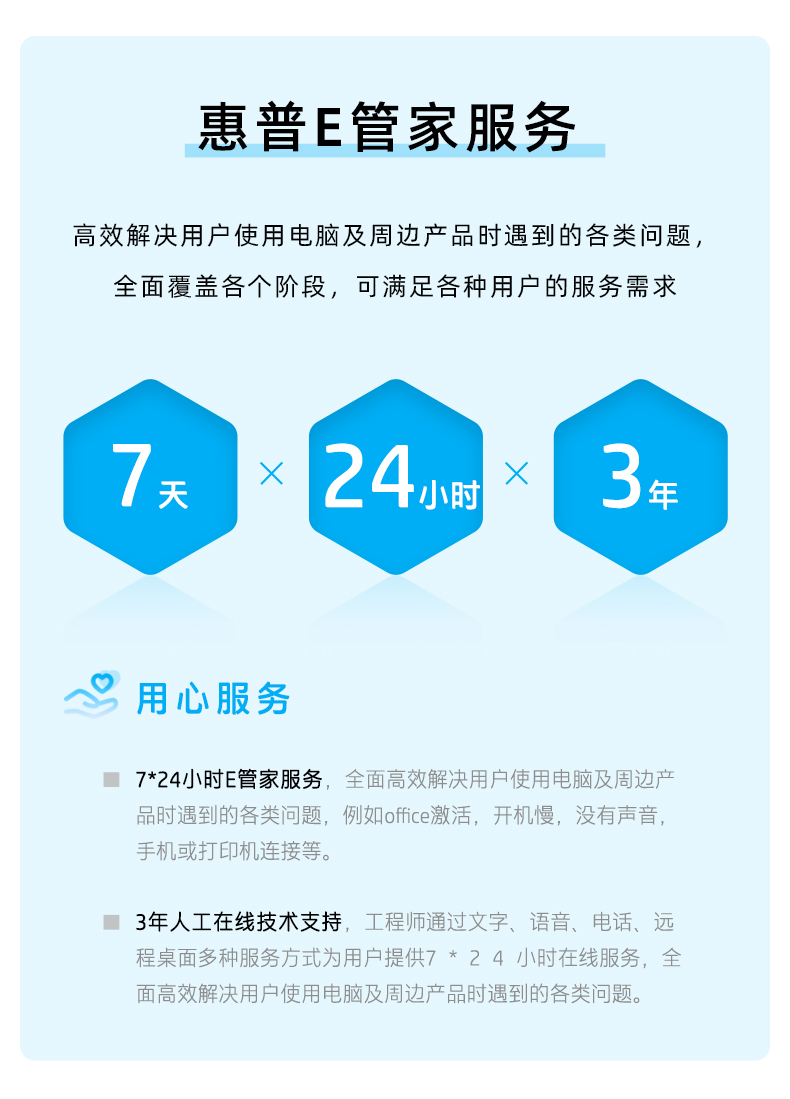 惠普E管家服务
高效解决用户使用电脑及周边产品时遇到的各类问题，
全面覆盖各个阶段，可满足各种用户的服务需求
7天 × 24小时 × 3年
用心服务
7*24小时E管家服务，全面高效解决用户使用电脑及周边产
品时遇到的各类问题，例如office激活，开机慢，没有声音，
手机或打印机连接等。
3年人工在线技术支持，工程师通过文字、语音、电话、远
程桌面多种服务方式为用户提供7 * 2 4 小时在线服务，全
面高效解决用户使用电脑及周边产品时遇到的各类问题。